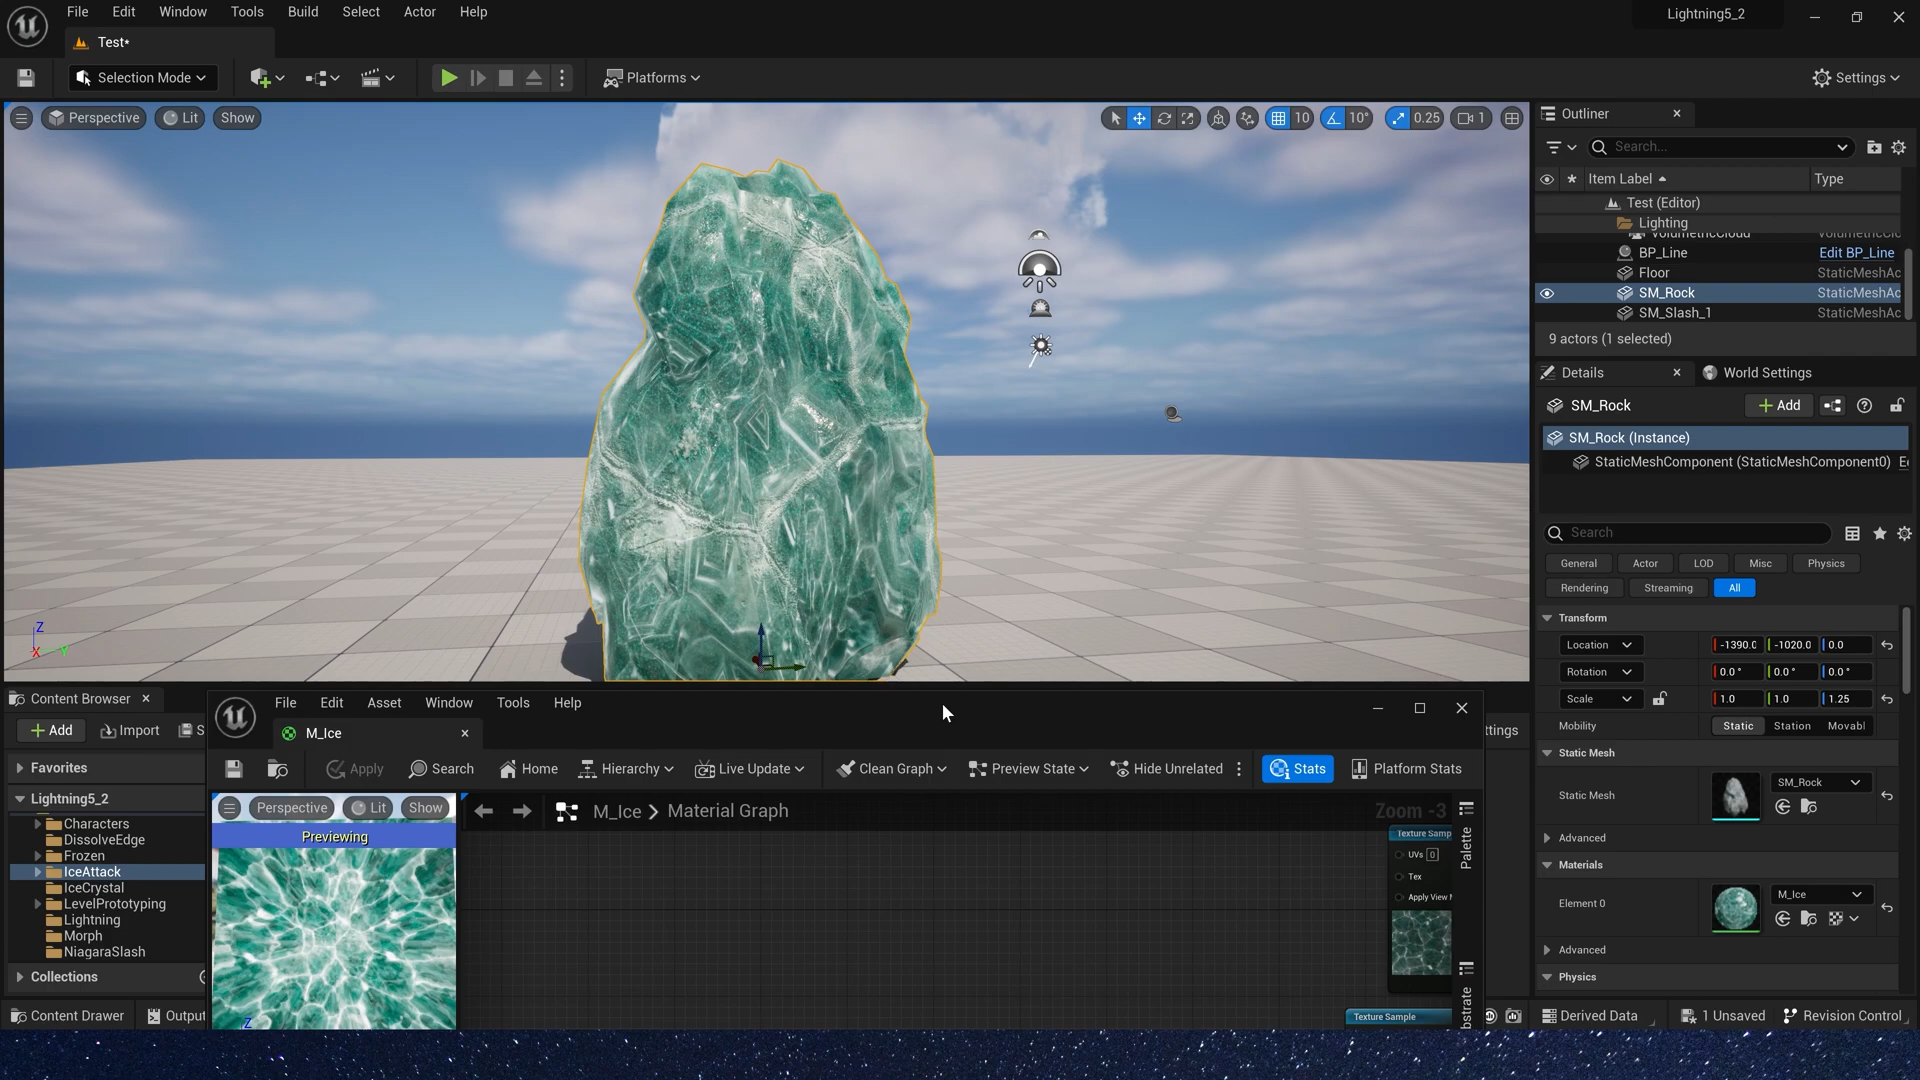 File Edit Window Tools Build Select Actor Help
Lightning5_2
Test*
Selection Mode
Platforms
Settings
Perspective Lit Show
10 10° 0.25 1
Outliner
Search...
Item Label Type
Test (Editor)
Lighting
BP_Line Edit BP_Line
Floor StaticMeshAc
SM_Rock StaticMeshAc
SM_Slash_1 StaticMeshAc
9 actors (1 selected)
Details World Settings
SM_Rock Add
SM_Rock (Instance)
StaticMeshComponent (StaticMeshComponent0)
Search
General Actor LOD Misc Physics
Rendering Streaming All
Transform
Location -1390.0 -1020.0 0.0
Rotation 0.0 ° 0.0 ° 0.0 °
Scale 1.0 1.0 1.25
Mobility Static Station Movabl
Static Mesh
Static Mesh SM_Rock
Advanced
Materials
Element 0 M_Ice
Advanced
Physics
Z
X Y
Content Browser
Add Import S
ttings
Favorites
Lightning5_2
Characters
DissolveEdge
Frozen
IceAttack
IceCrystal
LevelPrototyping
Lightning
Morph
NiagaraSlash
Collections
File Edit Asset Window Tools Help
M_Ice
Apply Search Home Hierarchy Live Update Clean Graph Preview State Hide Unrelated Stats Platform Stats
Perspective Lit Show
Previewing
Z
M_Ice > Material Graph
Zoom -3
Texture Samp
UVs 0
Tex
Apply View
Texture Sample
Palette
bstrate
Content Drawer Output Derived Data 1 Unsaved Revision Control